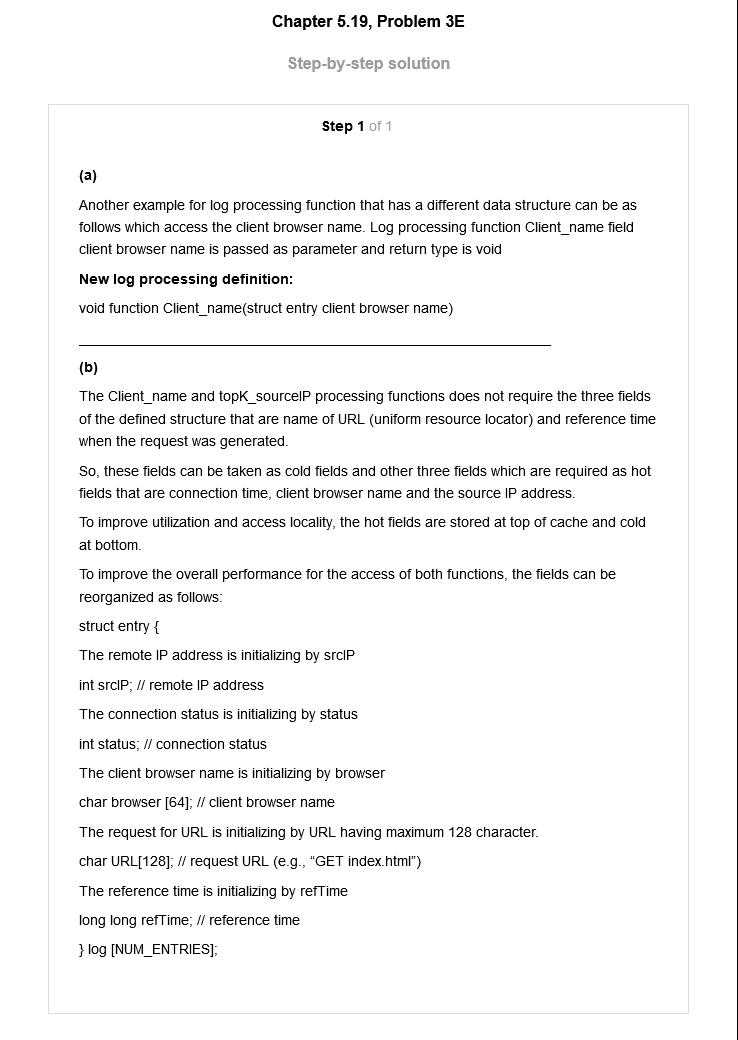 Chapter 5.19, Problem 3E
Step-by-step solution
Step 1 of 1
(a)
Another example for log processing function that has a different data structure can be as
follows which access the client browser name. Log processing function Client_name field
client browser name is passed as parameter and return type is void
New log processing definition:
void function Client_name(struct entry client browser name)
(b)
The Client_name and topK_sourceIP processing functions does not require the three fields
of the defined structure that are name of URL (uniform resource locator) and reference time
when the request was generated.
So, these fields can be taken as cold fields and other three fields which are required as hot
fields that are connection time, client browser name and the source IP address.
To improve utilization and access locality, the hot fields are stored at top of cache and cold
at bottom.
To improve the overall performance for the access of both functions, the fields can be
reorganized as follows:
struct entry {
The remote IP address is initializing by srcIP
int srcIP; // remote IP address
The connection status is initializing by status
int status; // connection status
The client browser name is initializing by browser
char browser [64]; // client browser name
The request for URL is initializing by URL having maximum 128 character.
char URL[128]; // request URL (e.g., “GET index.html”)
The reference time is initializing by refTime
long long refTime; // reference time
} log [NUM_ENTRIES];